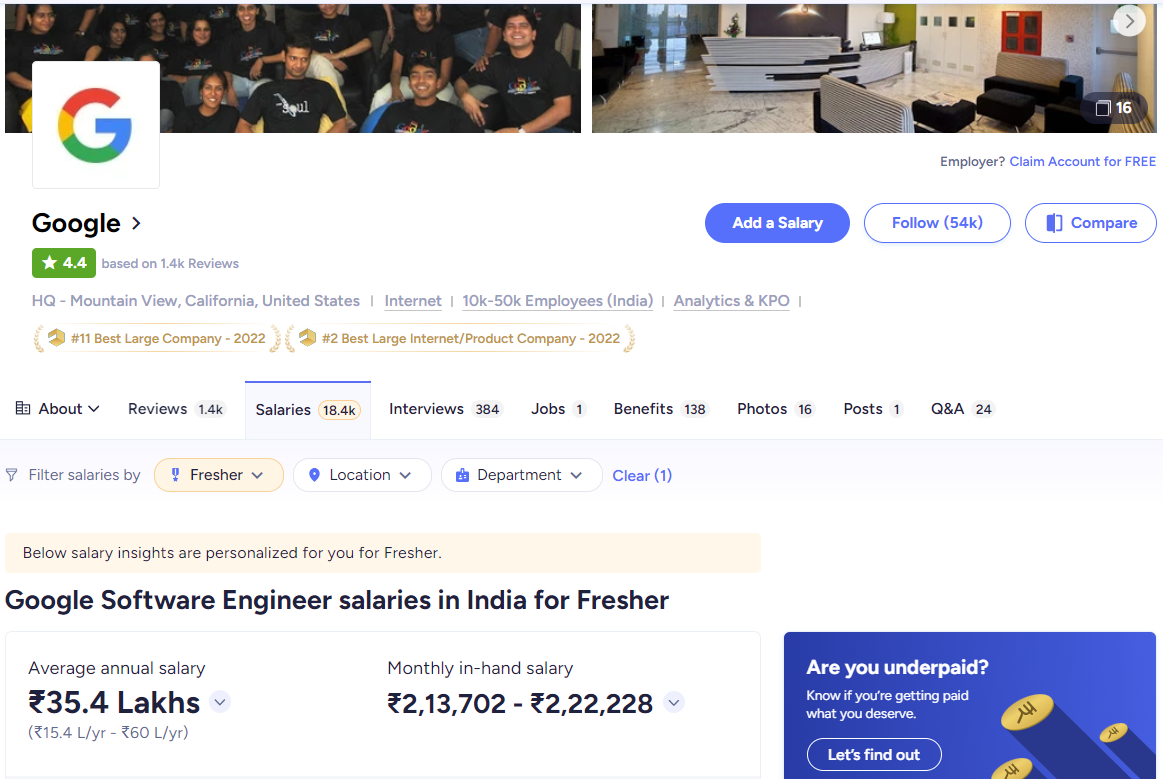 soul
16
Employer? Claim Account for FREE
Google
Add a Salary
Follow (54k)
Compare
4.4 based on 1.4k Reviews
HQ - Mountain View, California, United States | Internet | 10k-50k Employees (India) | Analytics & KPO |
#11 Best Large Company - 2022
#2 Best Large Internet/Product Company - 2022
About
Reviews 1.4k
Salaries 18.4k
Interviews 384
Jobs 1
Benefits 138
Photos 16
Posts 1
Q&A 24
Filter salaries by
Fresher
Location
Department
Clear (1)
Below salary insights are personalized for you for Fresher.
Google Software Engineer salaries in India for Fresher
Average annual salary
₹35.4 Lakhs
(₹15.4 L/yr - ₹60 L/yr)
Monthly in-hand salary
₹2,13,702 - ₹2,22,228
Are you underpaid?
Know if you're getting paid
what you deserve.
Let's find out